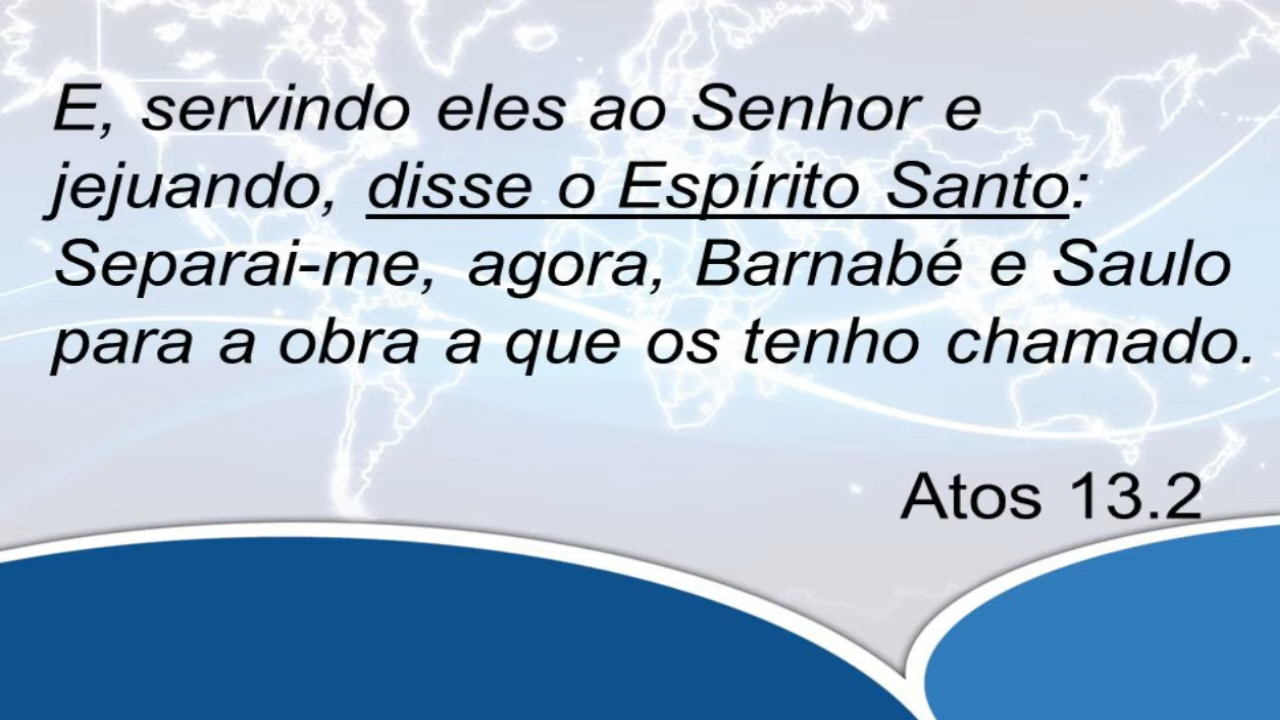 E, servindo eles ao Senhor e
jejuando, disse o Espírito Santo:
Separai-me, agora, Barnabé e Saulo
para a obra a que os tenho chamado.
Atos 13.2